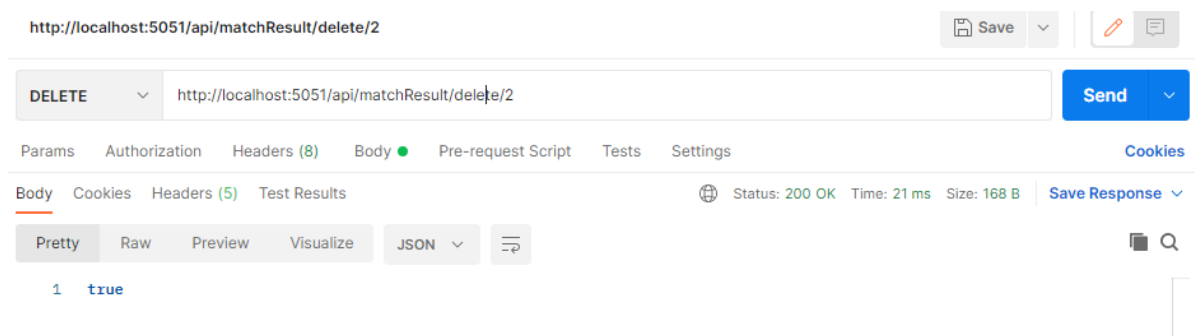 http://localhost:5051/api/matchResult/delete/2 Save
DELETE http://localhost:5051/api/matchResult/delete/2 Send
Params Authorization Headers (8) Body Pre-request Script Tests Settings Cookies
Body Cookies Headers (5) Test Results Status: 200 OK Time: 21 ms Size: 168 B Save Response
Pretty Raw Preview Visualize JSON
1 true